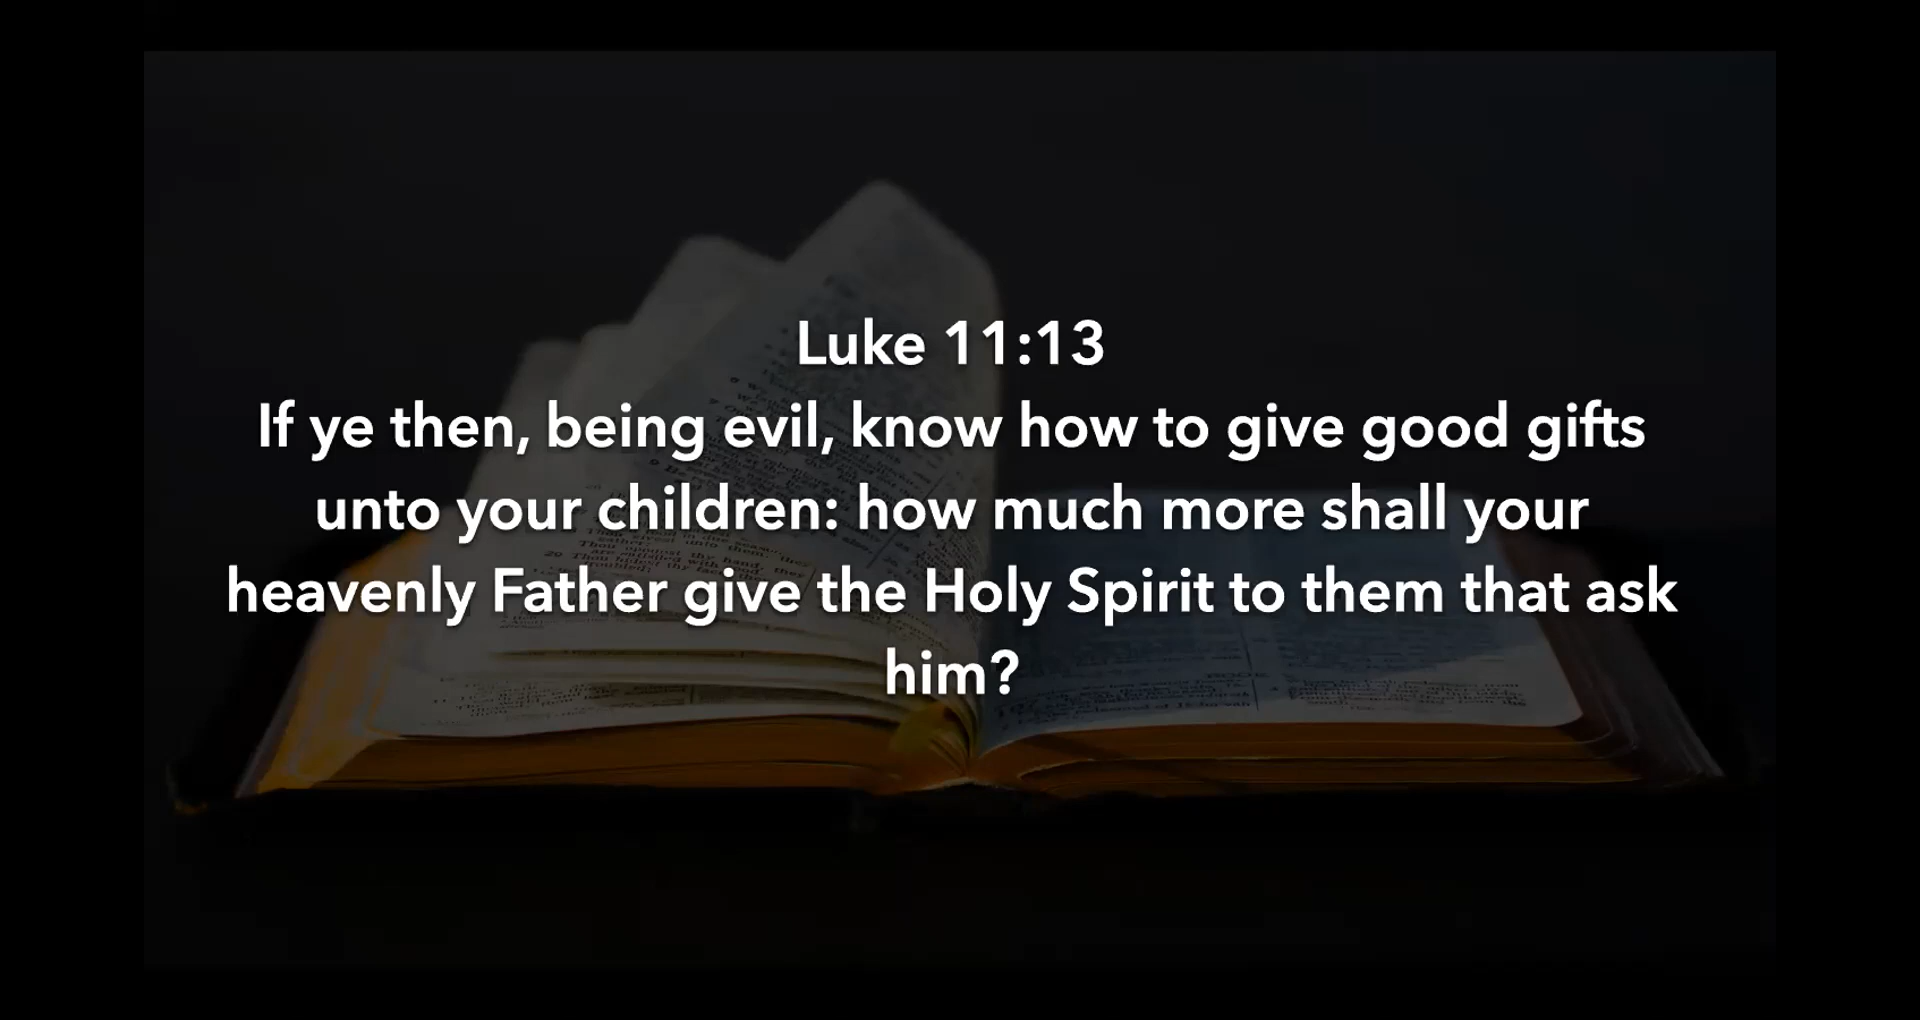 Luke 11:13
If ye then, being evil, know how to give good gifts
unto your children: how much more shall your
heavenly Father give the Holy Spirit to them that ask
him?